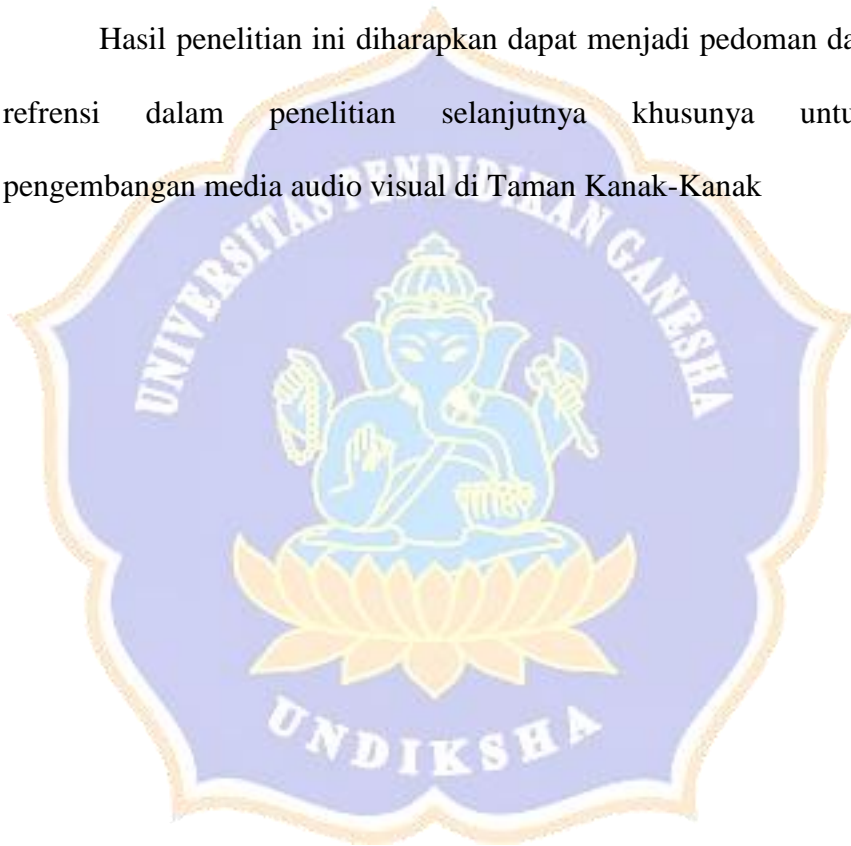 Hasil penelitian ini diharapkan dapat menjadi pedoman da
refrensi dalam penelitian selanjutnya khusunya untu
pengembangan media audio visual di Taman Kanak-Kanak
UNIVERSITAS PENDIDIKAN GANESHA
UNDIKSHA